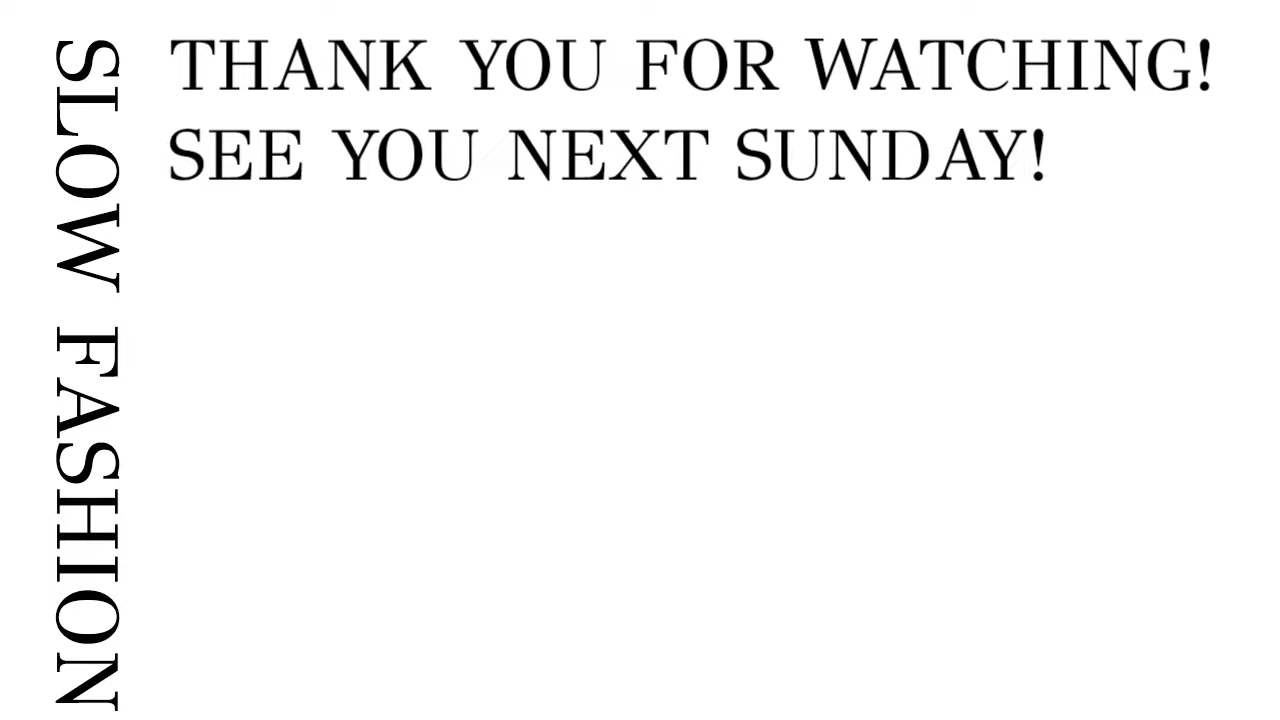 SLOW FASHION
THANK YOU FOR WATCHING!
SEE YOU NEXT SUNDAY!